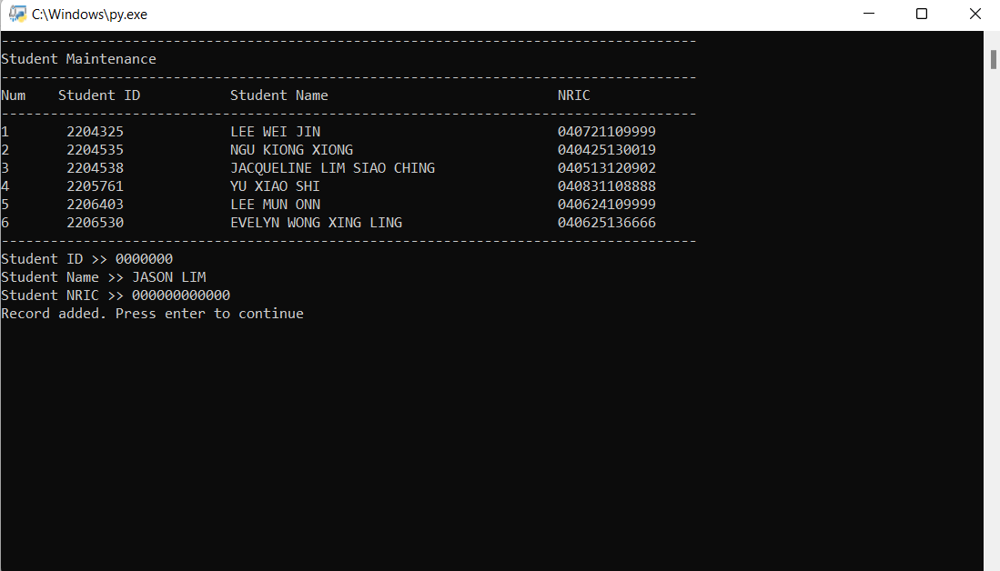 C:\Windows\py.exe
-------------------------------------------------------------------------------------
Student Maintenance
-------------------------------------------------------------------------------------
Num    Student ID           Student Name                            NRIC
-------------------------------------------------------------------------------------
1       2204325             LEE WEI JIN                             040721109999
2       2204535             NGU KIONG XIONG                         040425130019
3       2204538             JACQUELINE LIM SIAO CHING               040513120902
4       2205761             YU XIAO SHI                             040831108888
5       2206403             LEE MUN ONN                             040624109999
6       2206530             EVELYN WONG XING LING                   040625136666
-------------------------------------------------------------------------------------
Student ID >> 0000000
Student Name >> JASON LIM
Student NRIC >> 000000000000
Record added. Press enter to continue